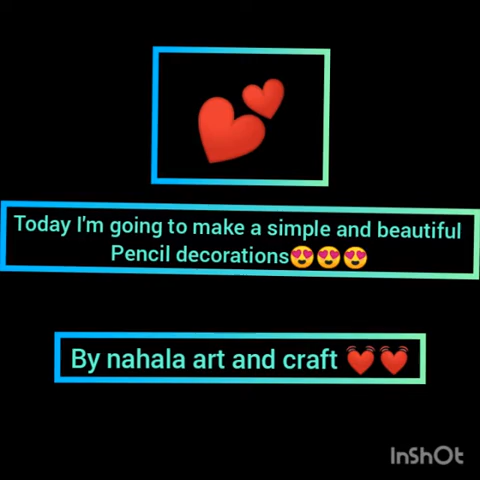 Today I'm going to make a simple and beautiful
Pencil decorations😍😍😍
By nahala art and craft 💓💓
InShOt